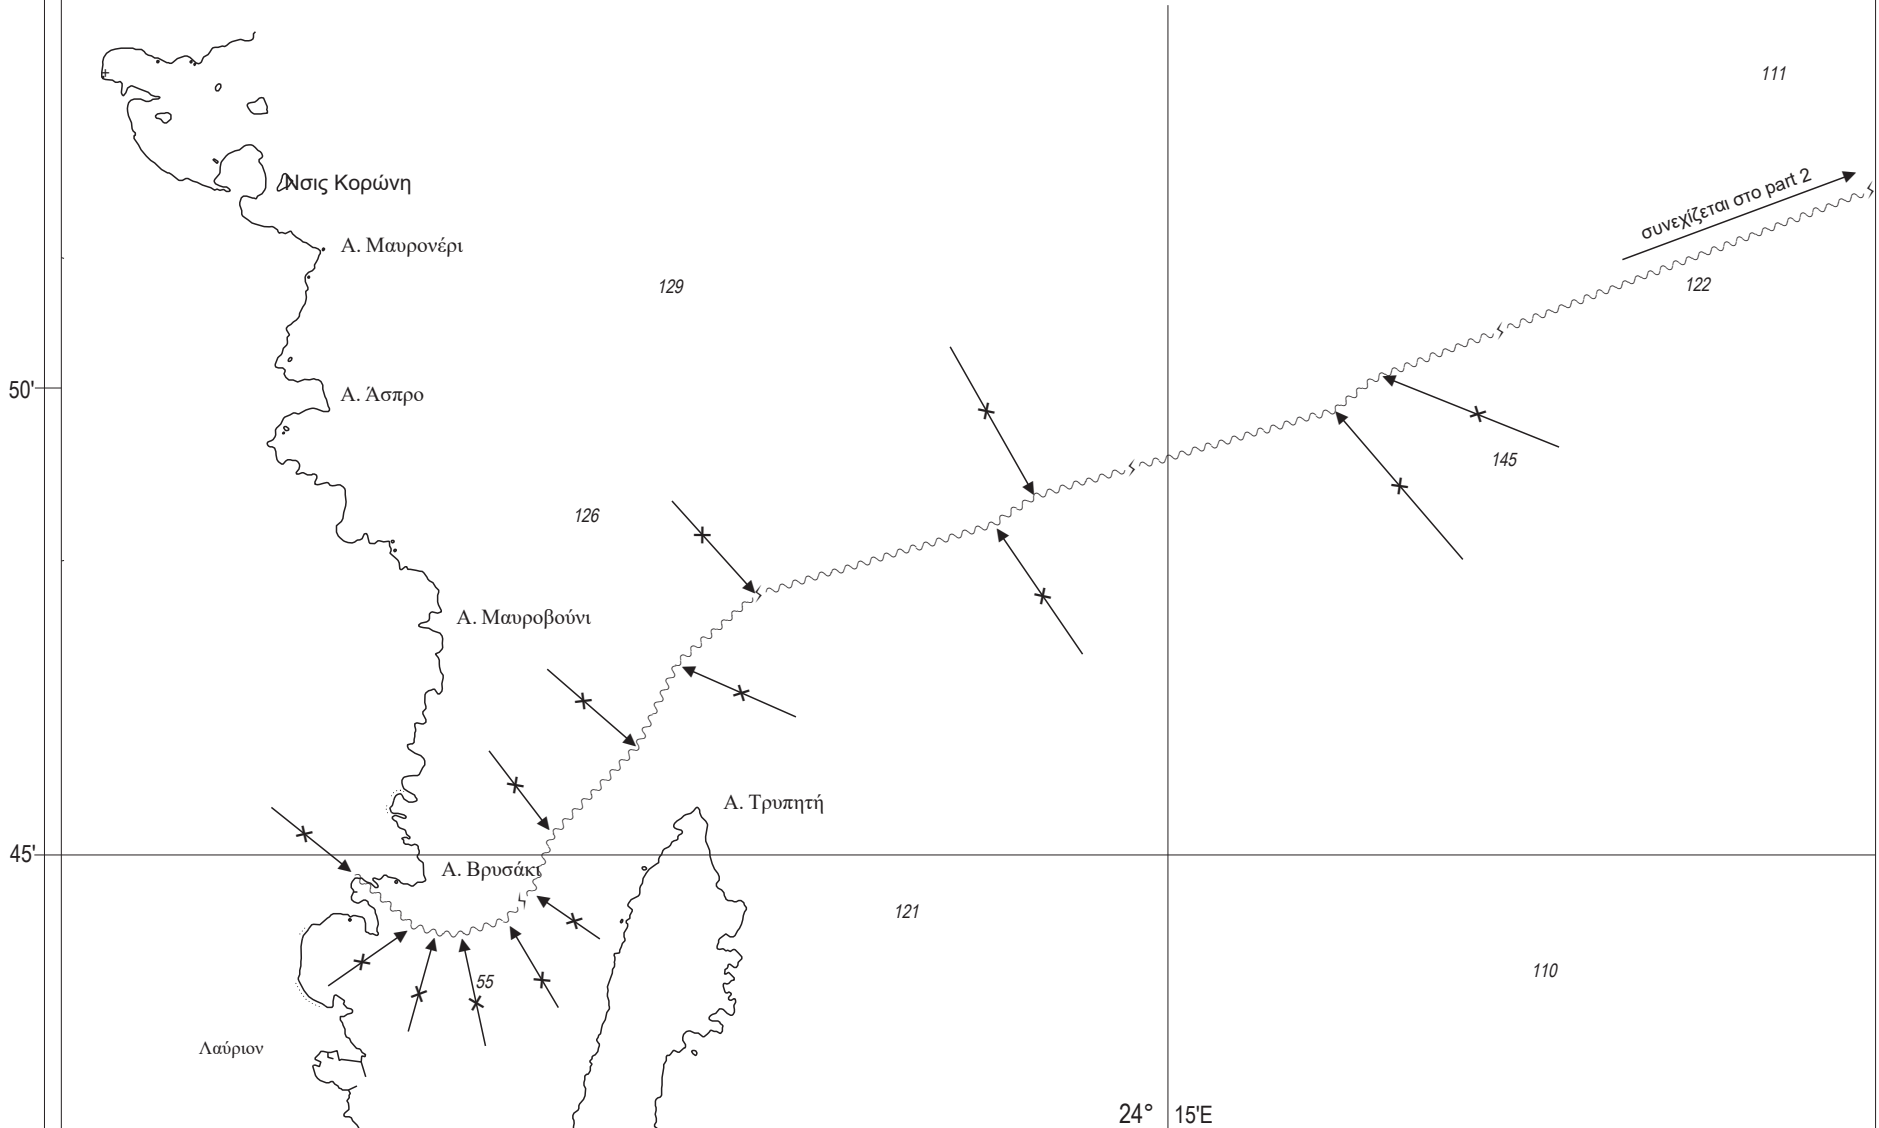 111
Νσις Κορώνη
συνεχίζεται στο part 2
Α. Μαυρονέρι
129
122
50'
Α. Άσπρο
145
126
Α. Μαυροβούνι
Α. Τρυπητή
45'
Α. Βρυσάκι
121
110
55
Λαύριον
24° 15'E